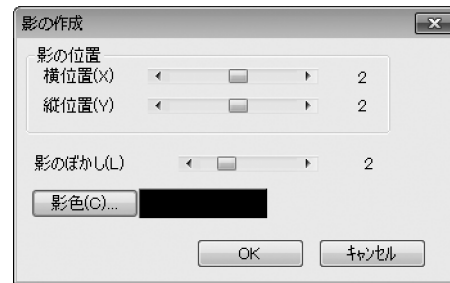 影の作成
影の位置
横位置(X) 2
縦位置(Y) 2
影のぼかし(L) 2
影色(C)...
OK キャンセル